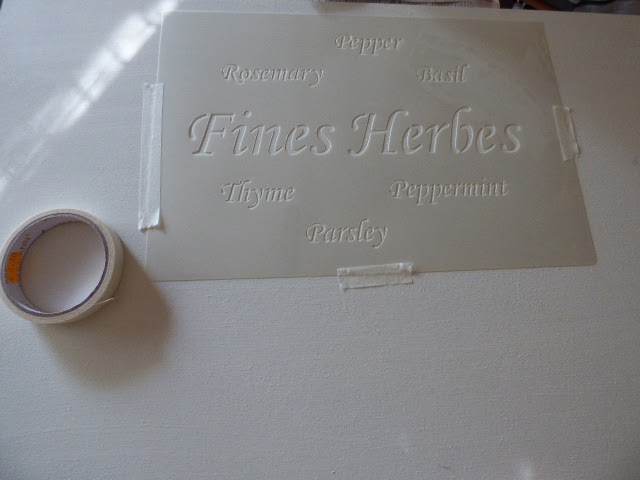 Pepper
Rosemary Basil
Fines Herbes
Thyme Peppermint
Parsley